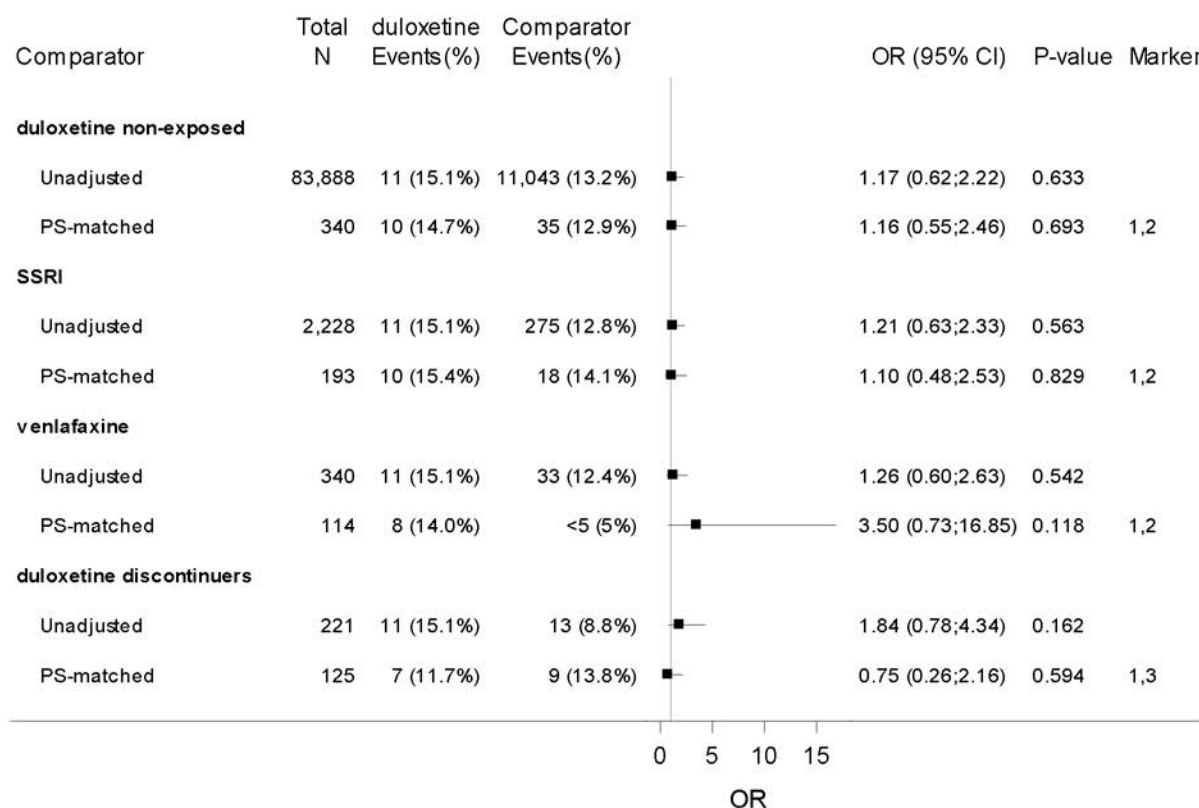 Total duloxetine Comparator
Comparator N Events(%) Events(%) OR (95% CI) P-value Marker
duloxetine non-exposed
Unadjusted 83,888 11 (15.1%) 11,043 (13.2%) 1.17 (0.62;2.22) 0.633
PS-matched 340 10 (14.7%) 35 (12.9%) 1.16 (0.55;2.46) 0.693 1,2
SSRI
Unadjusted 2,228 11 (15.1%) 275 (12.8%) 1.21 (0.63;2.33) 0.563
PS-matched 193 10 (15.4%) 18 (14.1%) 1.10 (0.48;2.53) 0.829 1,2
venlafaxine
Unadjusted 340 11 (15.1%) 33 (12.4%) 1.26 (0.60;2.63) 0.542
PS-matched 114 8 (14.0%) <5 (5%) 3.50 (0.73;16.85) 0.118 1,2
duloxetine discontinuers
Unadjusted 221 11 (15.1%) 13 (8.8%) 1.84 (0.78;4.34) 0.162
PS-matched 125 7 (11.7%) 9 (13.8%) 0.75 (0.26;2.16) 0.594 1,3
0 5 10 15
OR